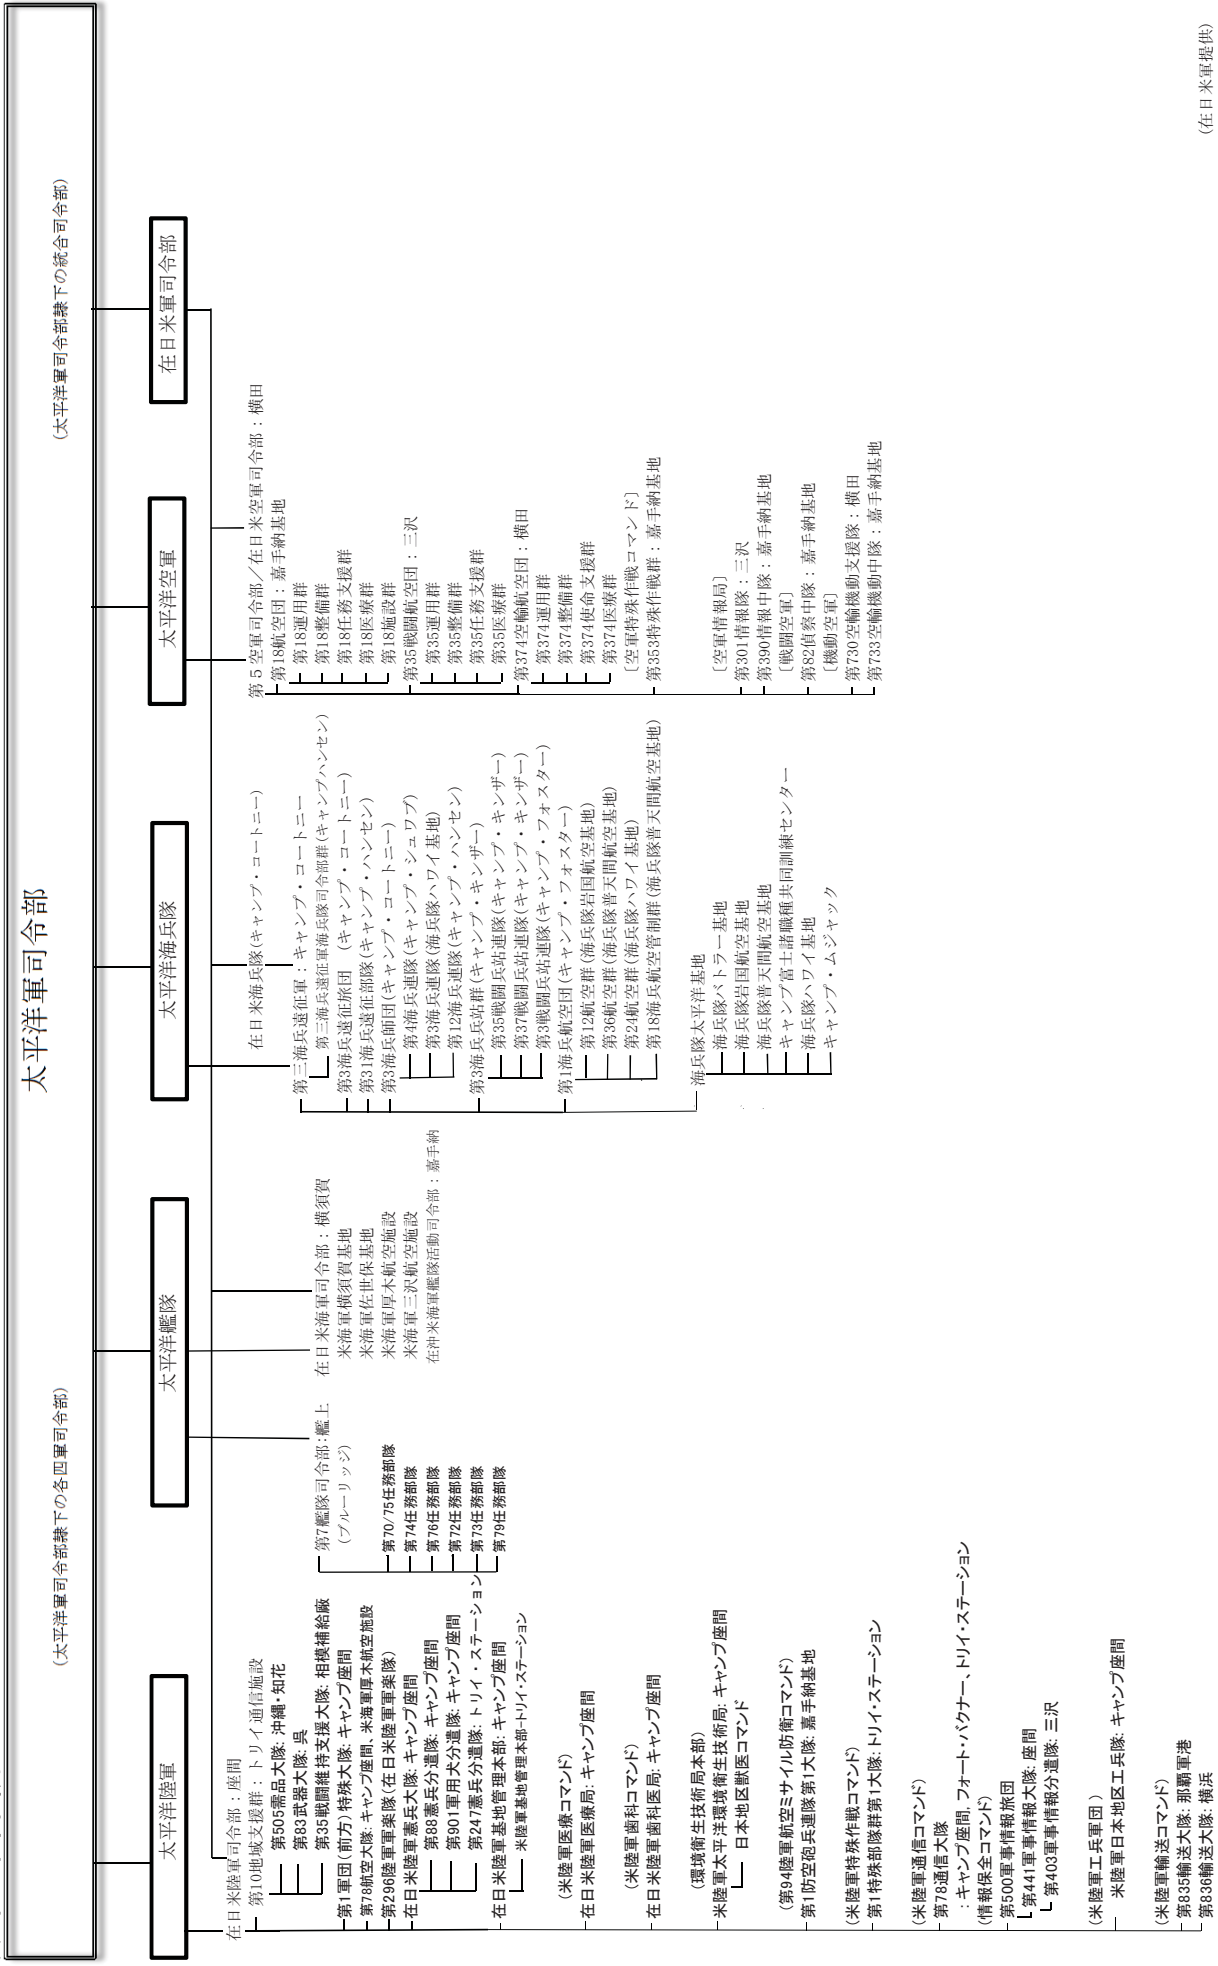 太平洋軍司令部
(太平洋軍司令部隷下の各四軍司令部)
(太平洋軍司令部隷下の統合司令部)
太平洋陸軍
太平洋艦隊
太平洋海兵隊
太平洋空軍
在日米軍司令部
在日米陸軍司令部：座間
第10地域支援群：トリイ通信施設
第505需品大隊: 沖縄・知花
第83武器大隊: 呉
第35戦闘維持支援大隊: 相模補給廠
第1軍団（前方）特殊大隊: キャンプ座間
第78航空大隊: キャンプ座間、米海軍厚木航空施設
第296陸軍軍楽隊(在日米陸軍軍楽隊)
在日米陸軍憲兵大隊: キャンプ座間
第88憲兵分遣隊: キャンプ座間
第901軍用犬分遣隊: キャンプ座間
第247憲兵分遣隊: トリイ・ステーション
在日米陸軍基地管理本部: キャンプ座間
米陸軍基地管理本部-トリイ・ステーション
(米陸軍医療コマンド)
在日米陸軍医療局: キャンプ座間
(米陸軍歯科コマンド)
在日米陸軍歯科医局: キャンプ座間
(環境衛生技術局本部)
米陸軍太平洋環境衛生技術局: キャンプ座間
日本地区獣医コマンド
(第94陸軍航空ミサイル防衛コマンド)
第1防空砲兵連隊第1大隊: 嘉手納基地
(米陸軍特殊作戦コマンド)
第1特殊部隊群第1大隊: トリイ・ステーション
(米陸軍通信コマンド)
第78通信大隊
: キャンプ座間, フォート・バクナー、トリイ・ステーション
(情報保全コマンド)
第500軍事情報旅団
第441軍事情報大隊: 座間
第403軍事情報分遣隊: 三沢
(米陸軍工兵軍団 )
米陸軍日本地区工兵隊: キャンプ座間
(米陸軍輸送コマンド)
第835輸送大隊: 那覇軍港
第836輸送大隊: 横浜
第7艦隊司令部:艦上
(ブルーリッジ)
第70/75任務部隊
第74任務部隊
第76任務部隊
第72任務部隊
第73任務部隊
第79任務部隊
在日米海軍司令部：横須賀
米海軍横須賀基地
米海軍佐世保基地
米海軍厚木航空施設
米海軍三沢航空施設
在沖米海軍艦隊活動司令部：嘉手納
在日米海兵隊(キャンプ・コートニー)
第三海兵遠征軍：キャンプ・コートニー
第三海兵遠征軍海兵隊司令部群(キャンプハンセン)
第3海兵遠征旅団 (キャンプ・コートニー)
第31海兵遠征部隊(キャンプ・ハンセン)
第3海兵師団(キャンプ・コートニー)
第4海兵連隊(キャンプ・シュワブ)
第3海兵連隊(海兵隊ハワイ基地)
第12海兵連隊(キャンプ・ハンセン)
第3海兵兵站群(キャンプ・キンザー)
第35戦闘兵站連隊(キャンプ・キンザー)
第37戦闘兵站連隊(キャンプ・キンザー)
第3戦闘兵站連隊(キャンプ・フォスター)
第1海兵航空団(キャンプ・フォスター)
第12航空群(海兵隊岩国航空基地)
第36航空群(海兵隊普天間航空基地)
第24航空群(海兵隊ハワイ基地)
第18海兵航空管制群(海兵隊普天間航空基地)
海兵隊太平洋基地
海兵隊バトラー基地
海兵隊岩国航空基地
海兵隊普天間航空基地
キャンプ富士諸職種共同訓練センター
海兵隊ハワイ基地
キャンプ・ムジャック
第５空軍司令部／在日米空軍司令部：横田
第18航空団：嘉手納基地
第18運用群
第18整備群
第18任務支援群
第18医療群
第18施設群
第35戦闘航空団：三沢
第35運用群
第35整備群
第35任務支援群
第35医療群
第374空輸航空団：横田
第374運用群
第374整備群
第374使命支援群
第374医療群
［空軍特殊作戦コマンド］
第353特殊作戦群：嘉手納基地
［空軍情報局］
第301情報隊：三沢
第390情報中隊：嘉手納基地
［戦闘空軍］
第82偵察中隊：嘉手納基地
［機動空軍］
第730空輸機動支援隊：横田
第733空輸機動中隊：嘉手納基地
(在日米軍提供)